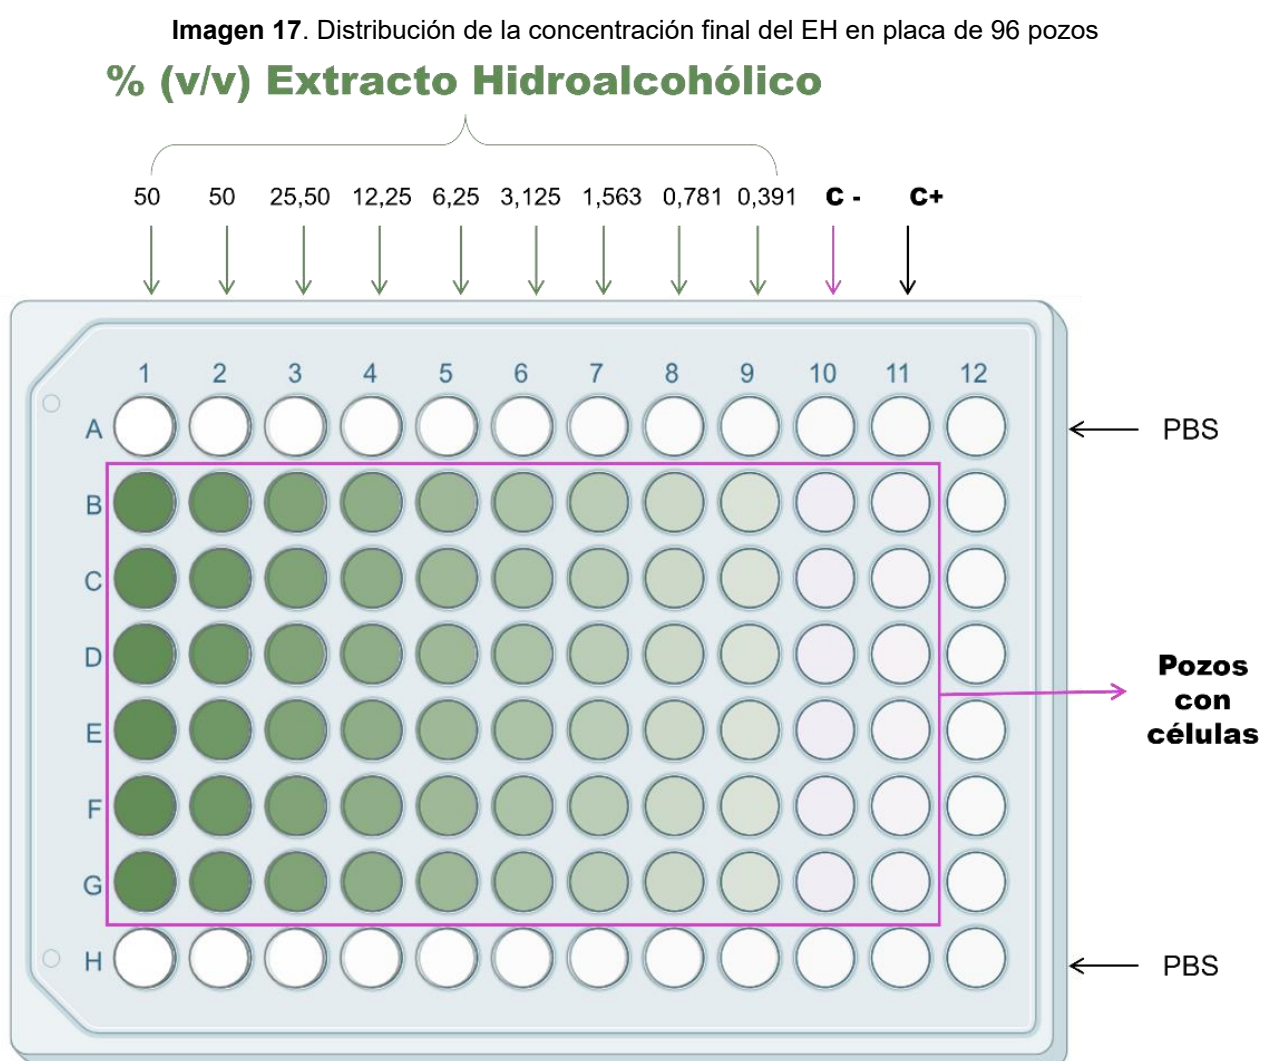 Imagen 17. Distribución de la concentración final del EH en placa de 96 pozos
% (v/v) Extracto Hidroalcohólico
50 50 25,50 12,25 6,25 3,125 1,563 0,781 0,391 C - C+
1 2 3 4 5 6 7 8 9 10 11 12
A PBS
B
C
D
Pozos
con
células
E
F
G
H PBS